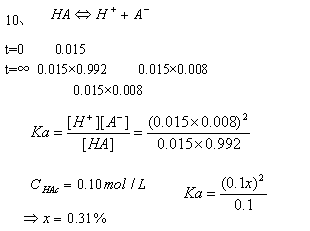 10、 HA ⇔ H⁺ + A⁻
t=0 0.015
t=∞ 0.015×0.992 0.015×0.008
0.015×0.008
Ka = [H⁺][A⁻] / [HA] = (0.015×0.008)² / 0.015×0.992
C_HAc = 0.10mol / L Ka = (0.1x)² / 0.1
⇒ x = 0.31%